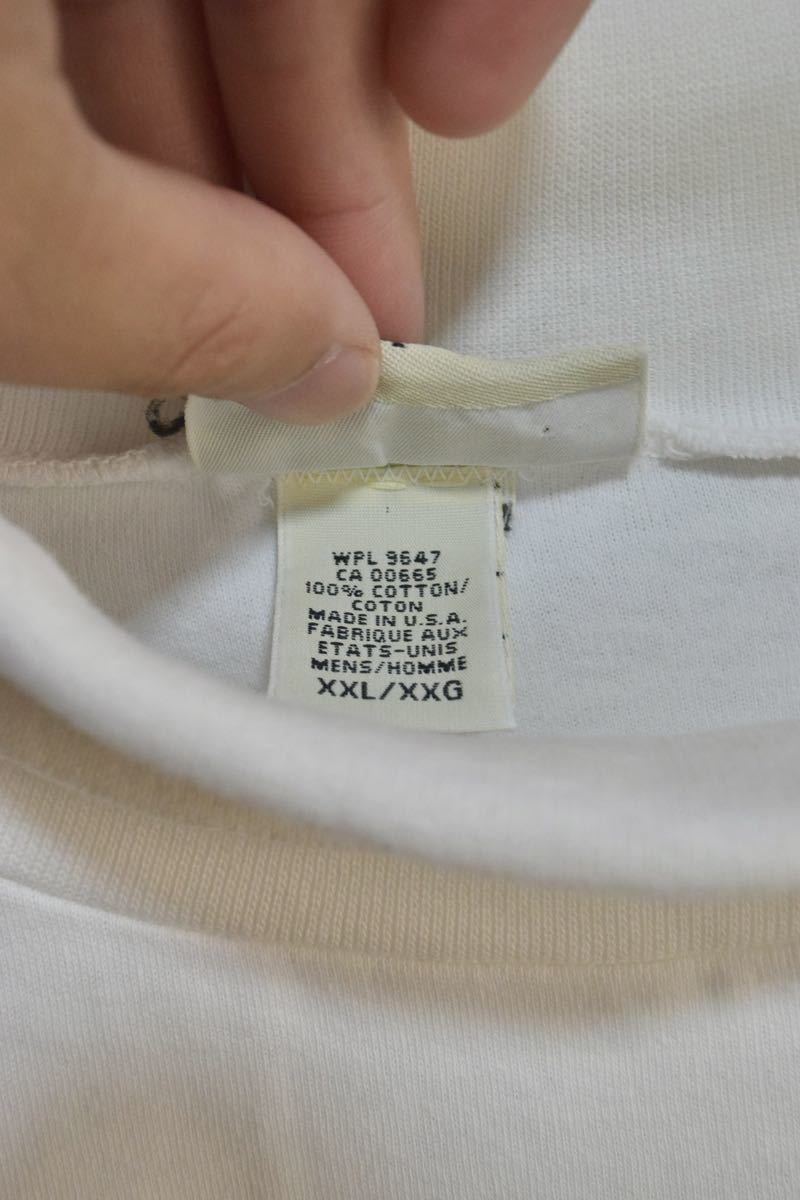 WPL 9647
CA 00665
100% COTTON/
COTON
MADE IN U.S.A.
FABRIQUE AUX
ETATS-UNIS
MENS/HOMME
XXL/XXG